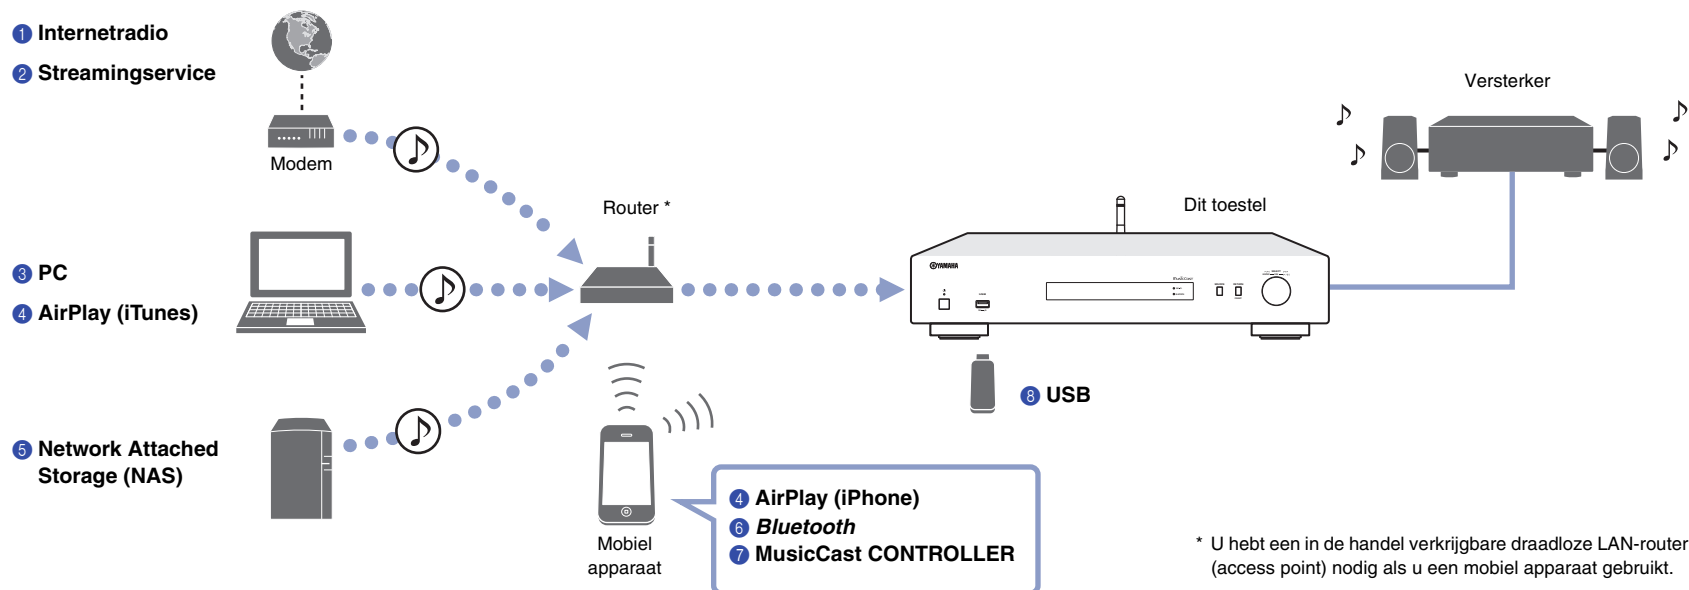 1 Internetradio
2 Streamingservice
Modem
3 PC
4 AirPlay (iTunes)
5 Network Attached
Storage (NAS)
Router *
Mobiel
apparaat
4 AirPlay (iPhone)
6 Bluetooth
7 MusicCast CONTROLLER
Dit toestel
YAMAHA
8 USB
Versterker
* U hebt een in de handel verkrijgbare draadloze LAN-router
(access point) nodig als u een mobiel apparaat gebruikt.